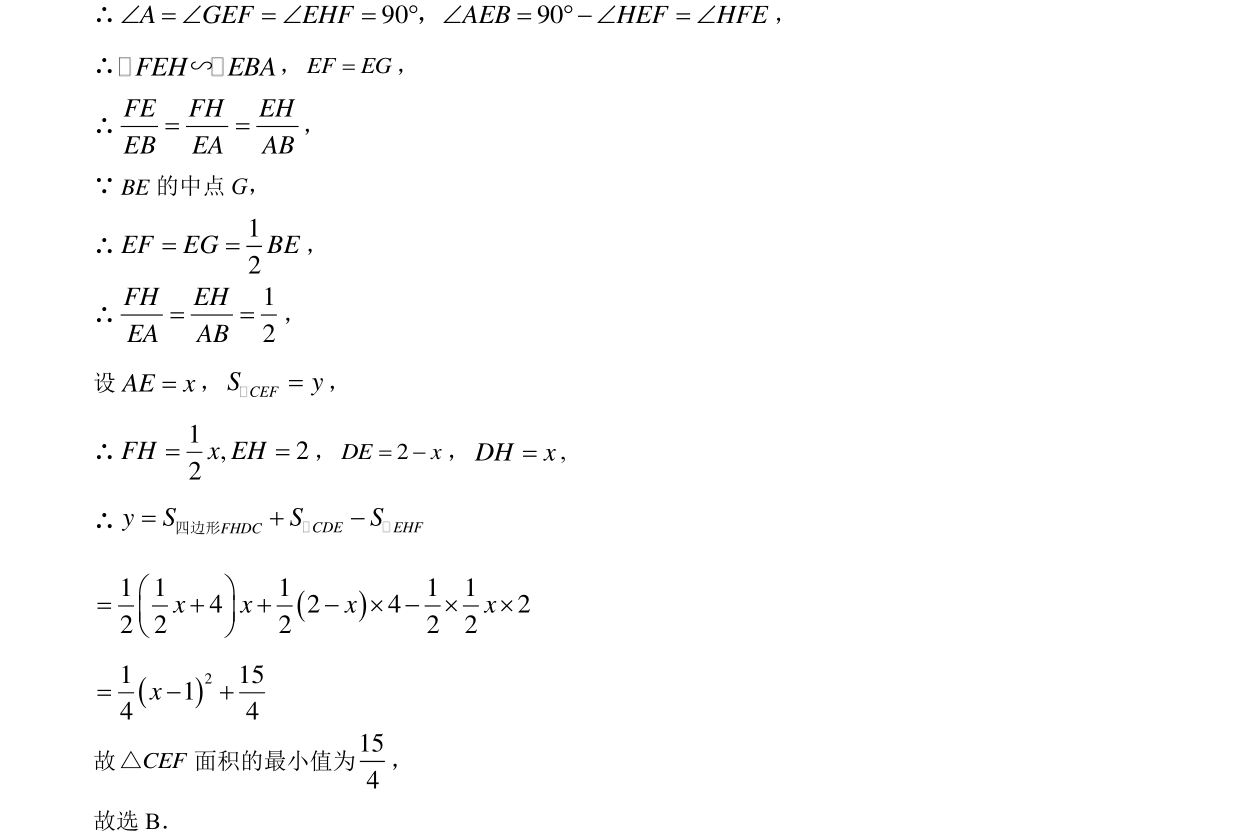 ∴ ∠A = ∠GEF = ∠EHF = 90°, ∠AEB = 90° − ∠HEF = ∠HFE ,
∴ □ FEH∽□ EBA , EF = EG ,
∴ FE/EB = FH/EA = EH/AB ,
∵ BE 的中点 G，
∴ EF = EG = 1/2 BE ,
∴ FH/EA = EH/AB = 1/2 ,
设 AE = x , S□CEF = y ,
∴ FH = 1/2 x, EH = 2 , DE = 2 − x , DH = x ,
∴ y = S四边形FHDC + S□CDE − S□EHF
= 1/2 (1/2 x + 4) x + 1/2 (2 − x) × 4 − 1/2 × 1/2 x × 2
= 1/4 (x − 1)² + 15/4
故 △CEF 面积的最小值为 15/4 ,
故选 B．